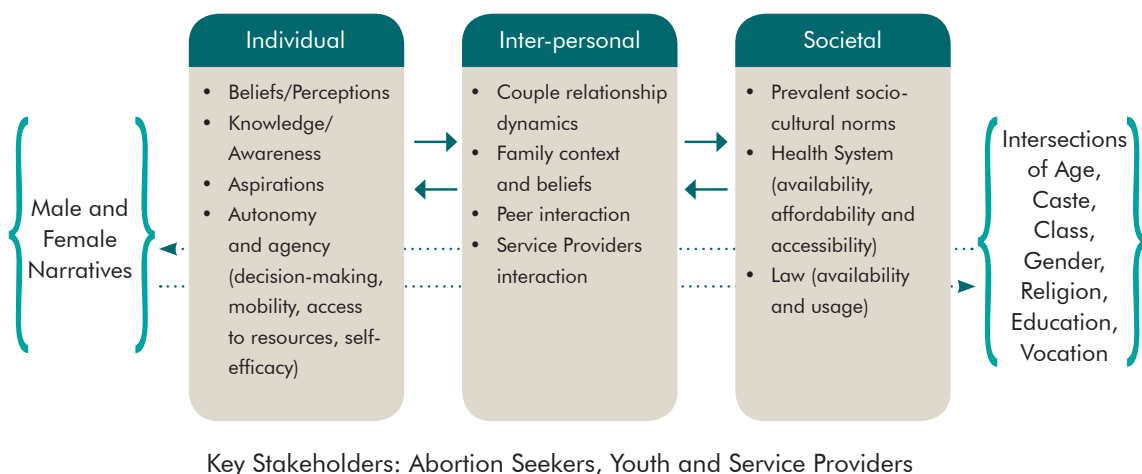 Male and
Female
Narratives
Individual
• Beliefs/Perceptions
• Knowledge/
Awareness
• Aspirations
• Autonomy
and agency
(decision-making,
mobility, access
to resources, self-
efficacy)
Inter-personal
• Couple relationship
dynamics
• Family context
and beliefs
• Peer interaction
• Service Providers
interaction
Societal
• Prevalent socio-
cultural norms
• Health System
(availability,
affordability and
accessibility)
• Law (availability
and usage)
Intersections
of Age,
Caste,
Class,
Gender,
Religion,
Education,
Vocation
Key Stakeholders: Abortion Seekers, Youth and Service Providers